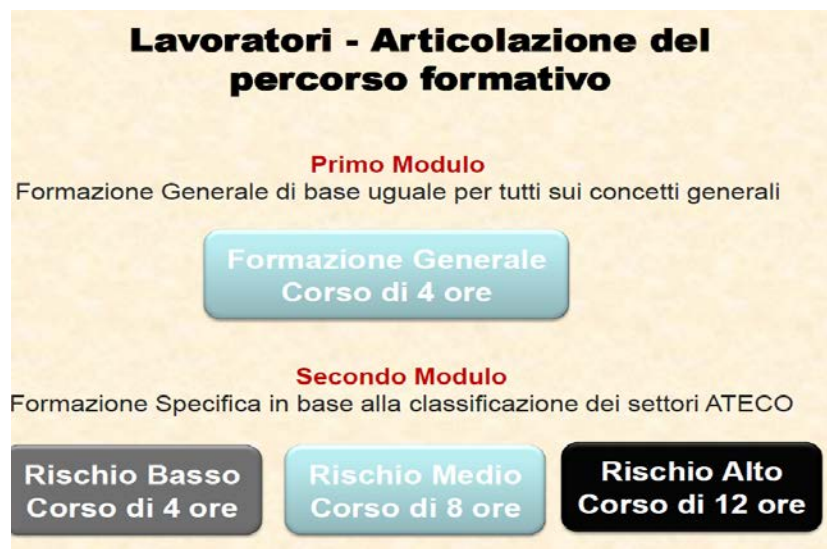 Lavoratori - Articolazione del
percorso formativo
Primo Modulo
Formazione Generale di base uguale per tutti sui concetti generali
Formazione Generale
Corso di 4 ore
Secondo Modulo
Formazione Specifica in base alla classificazione dei settori ATECO
Rischio Basso
Corso di 4 ore
Rischio Medio
Corso di 8 ore
Rischio Alto
Corso di 12 ore